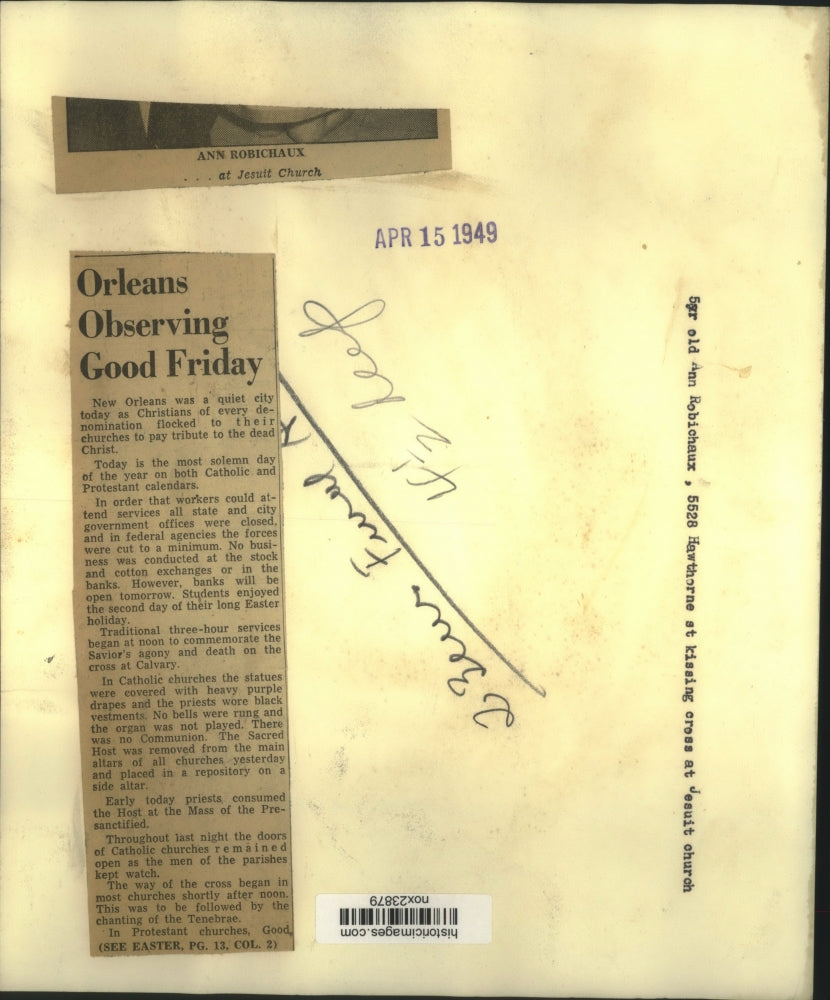 ANN ROBICHAUX
. . . at Jesuit Church
APR 15 1949
Orleans
Observing
Good Friday
New Orleans was a quiet city
today as Christians of every de-
nomination flocked to their
churches to pay tribute to the dead
Christ.
Today is the most solemn day
of the year on both Catholic and
Protestant calendars.
In order that workers could at-
tend services all state and city
government offices were closed,
and in federal agencies the forces
were cut to a minimum. No busi-
ness was conducted at the stock
and cotton exchanges or in the
banks. However, banks will be
open tomorrow. Students enjoyed
the second day of their long Easter
holiday.
Traditional three-hour services
began at noon to commemorate the
Savior's agony and death on the
cross at Calvary.
In Catholic churches the statues
were covered with heavy purple
drapes and the priests wore black
vestments. No bells were rung and
the organ was not played. There
was no Communion. The Sacred
Host was removed from the main
altars of all churches yesterday
and placed in a repository on a
side altar.
Early today priests consumed
the Host at the Mass of the Pre-
sanctified.
Throughout last night the doors
of Catholic churches remained
open as the men of the parishes
kept watch.
The way of the cross began in
most churches shortly after noon.
This was to be followed by the
chanting of the Tenebrae.
In Protestant churches, Good
(SEE EASTER, PG. 13, COL. 2)
5yr old Ann Robichaux , 5528 Hawthorne st kissing cross at Jesuit church
historicimages.com
nox23879